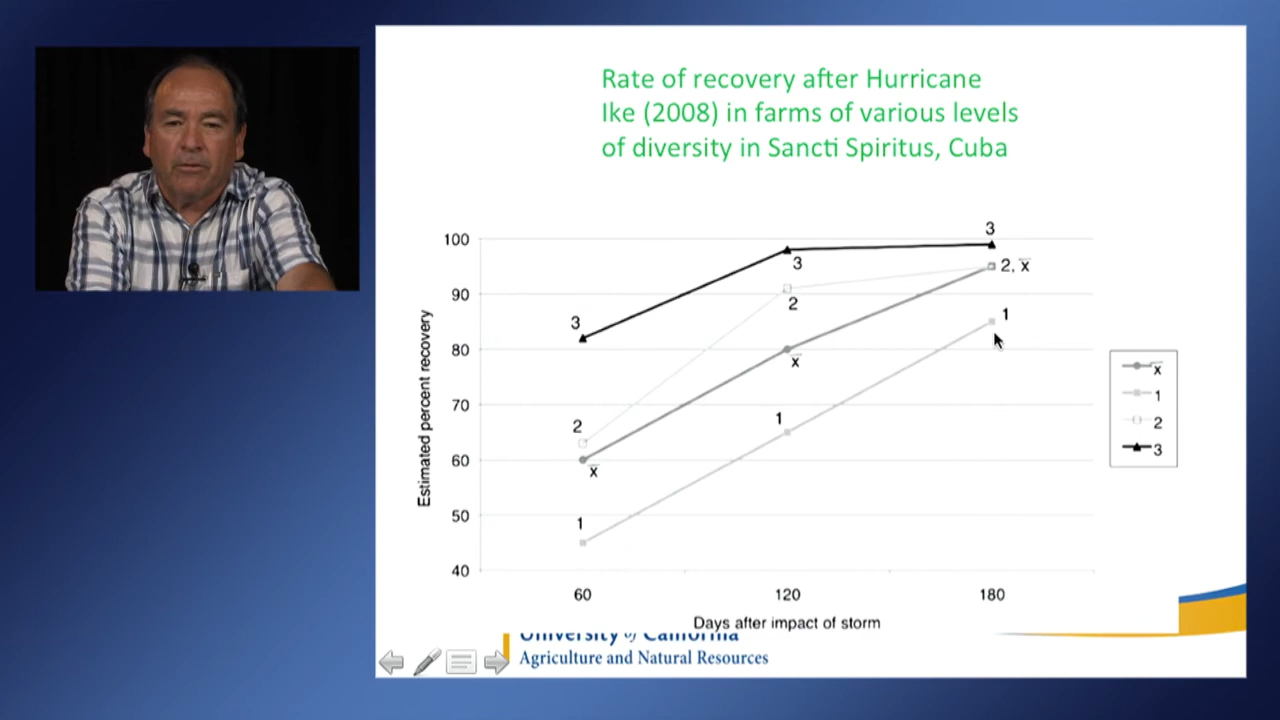 Rate of recovery after Hurricane
Ike (2008) in farms of various levels
of diversity in Sancti Spiritus, Cuba
Estimated percent recovery
100
90
80
70
60
50
40
3
3
3
2
2
2, x̅
x̅
x̅
1
1
1
x̅
1
2
3
60 120 180
Days after impact of storm
University of California
Agriculture and Natural Resources